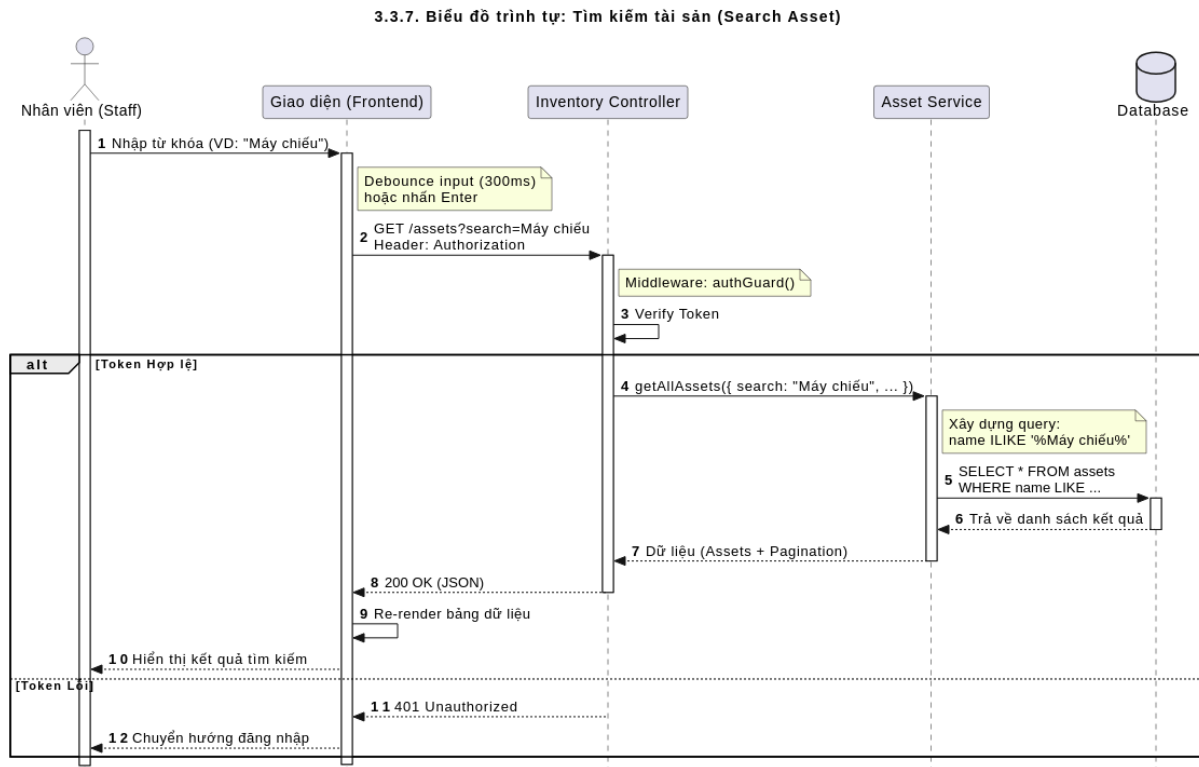 3.3.7. Biểu đồ trình tự: Tìm kiếm tài sản (Search Asset)
Nhân viên (Staff)
Giao diện (Frontend)
Inventory Controller
Asset Service
Database
1 Nhập từ khóa (VD: "Máy chiếu")
Debounce input (300ms)
hoặc nhấn Enter
2 GET /assets?search=Máy chiếu
Header: Authorization
Middleware: authGuard()
3 Verify Token
alt [Token Hợp lệ]
4 getAllAssets({ search: "Máy chiếu", ... })
Xây dựng query:
name ILIKE '%Máy chiếu%'
5 SELECT * FROM assets
WHERE name LIKE ...
6 Trả về danh sách kết quả
7 Dữ liệu (Assets + Pagination)
8 200 OK (JSON)
9 Re-render bảng dữ liệu
10 Hiển thị kết quả tìm kiếm
[Token Lỗi]
11 401 Unauthorized
12 Chuyển hướng đăng nhập